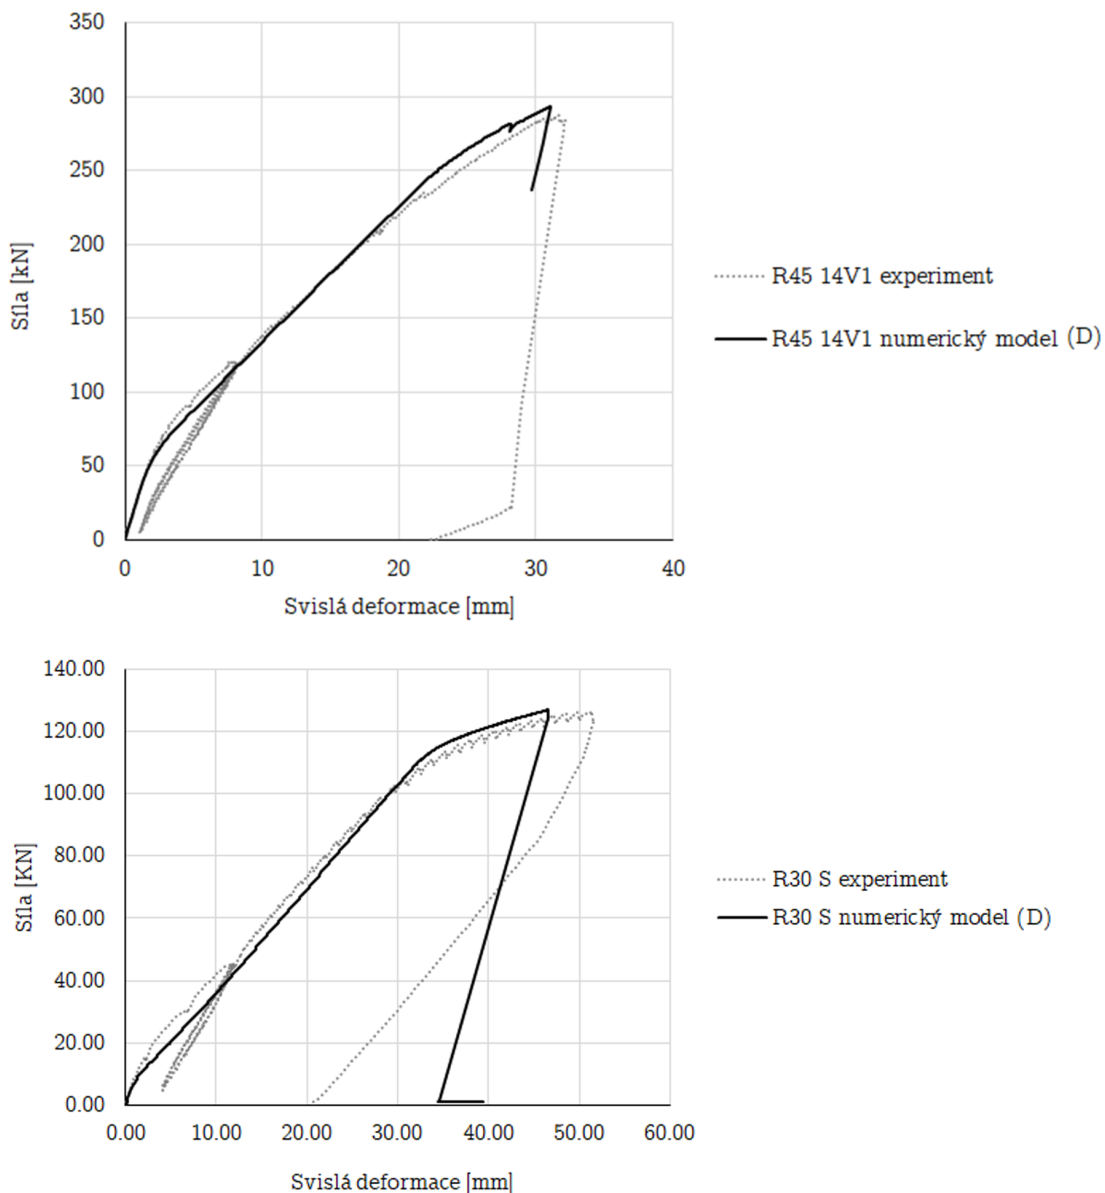 350
300
250
200
150
100
50
0
0 10 20 30 40
Síla [kN]
Svislá deformace [mm]
R45 14V1 experiment
R45 14V1 numerický model (D)
140.00
120.00
100.00
80.00
60.00
40.00
20.00
0.00
0.00 10.00 20.00 30.00 40.00 50.00 60.00
Síla [KN]
Svislá deformace [mm]
R30 S experiment
R30 S numerický model (D)